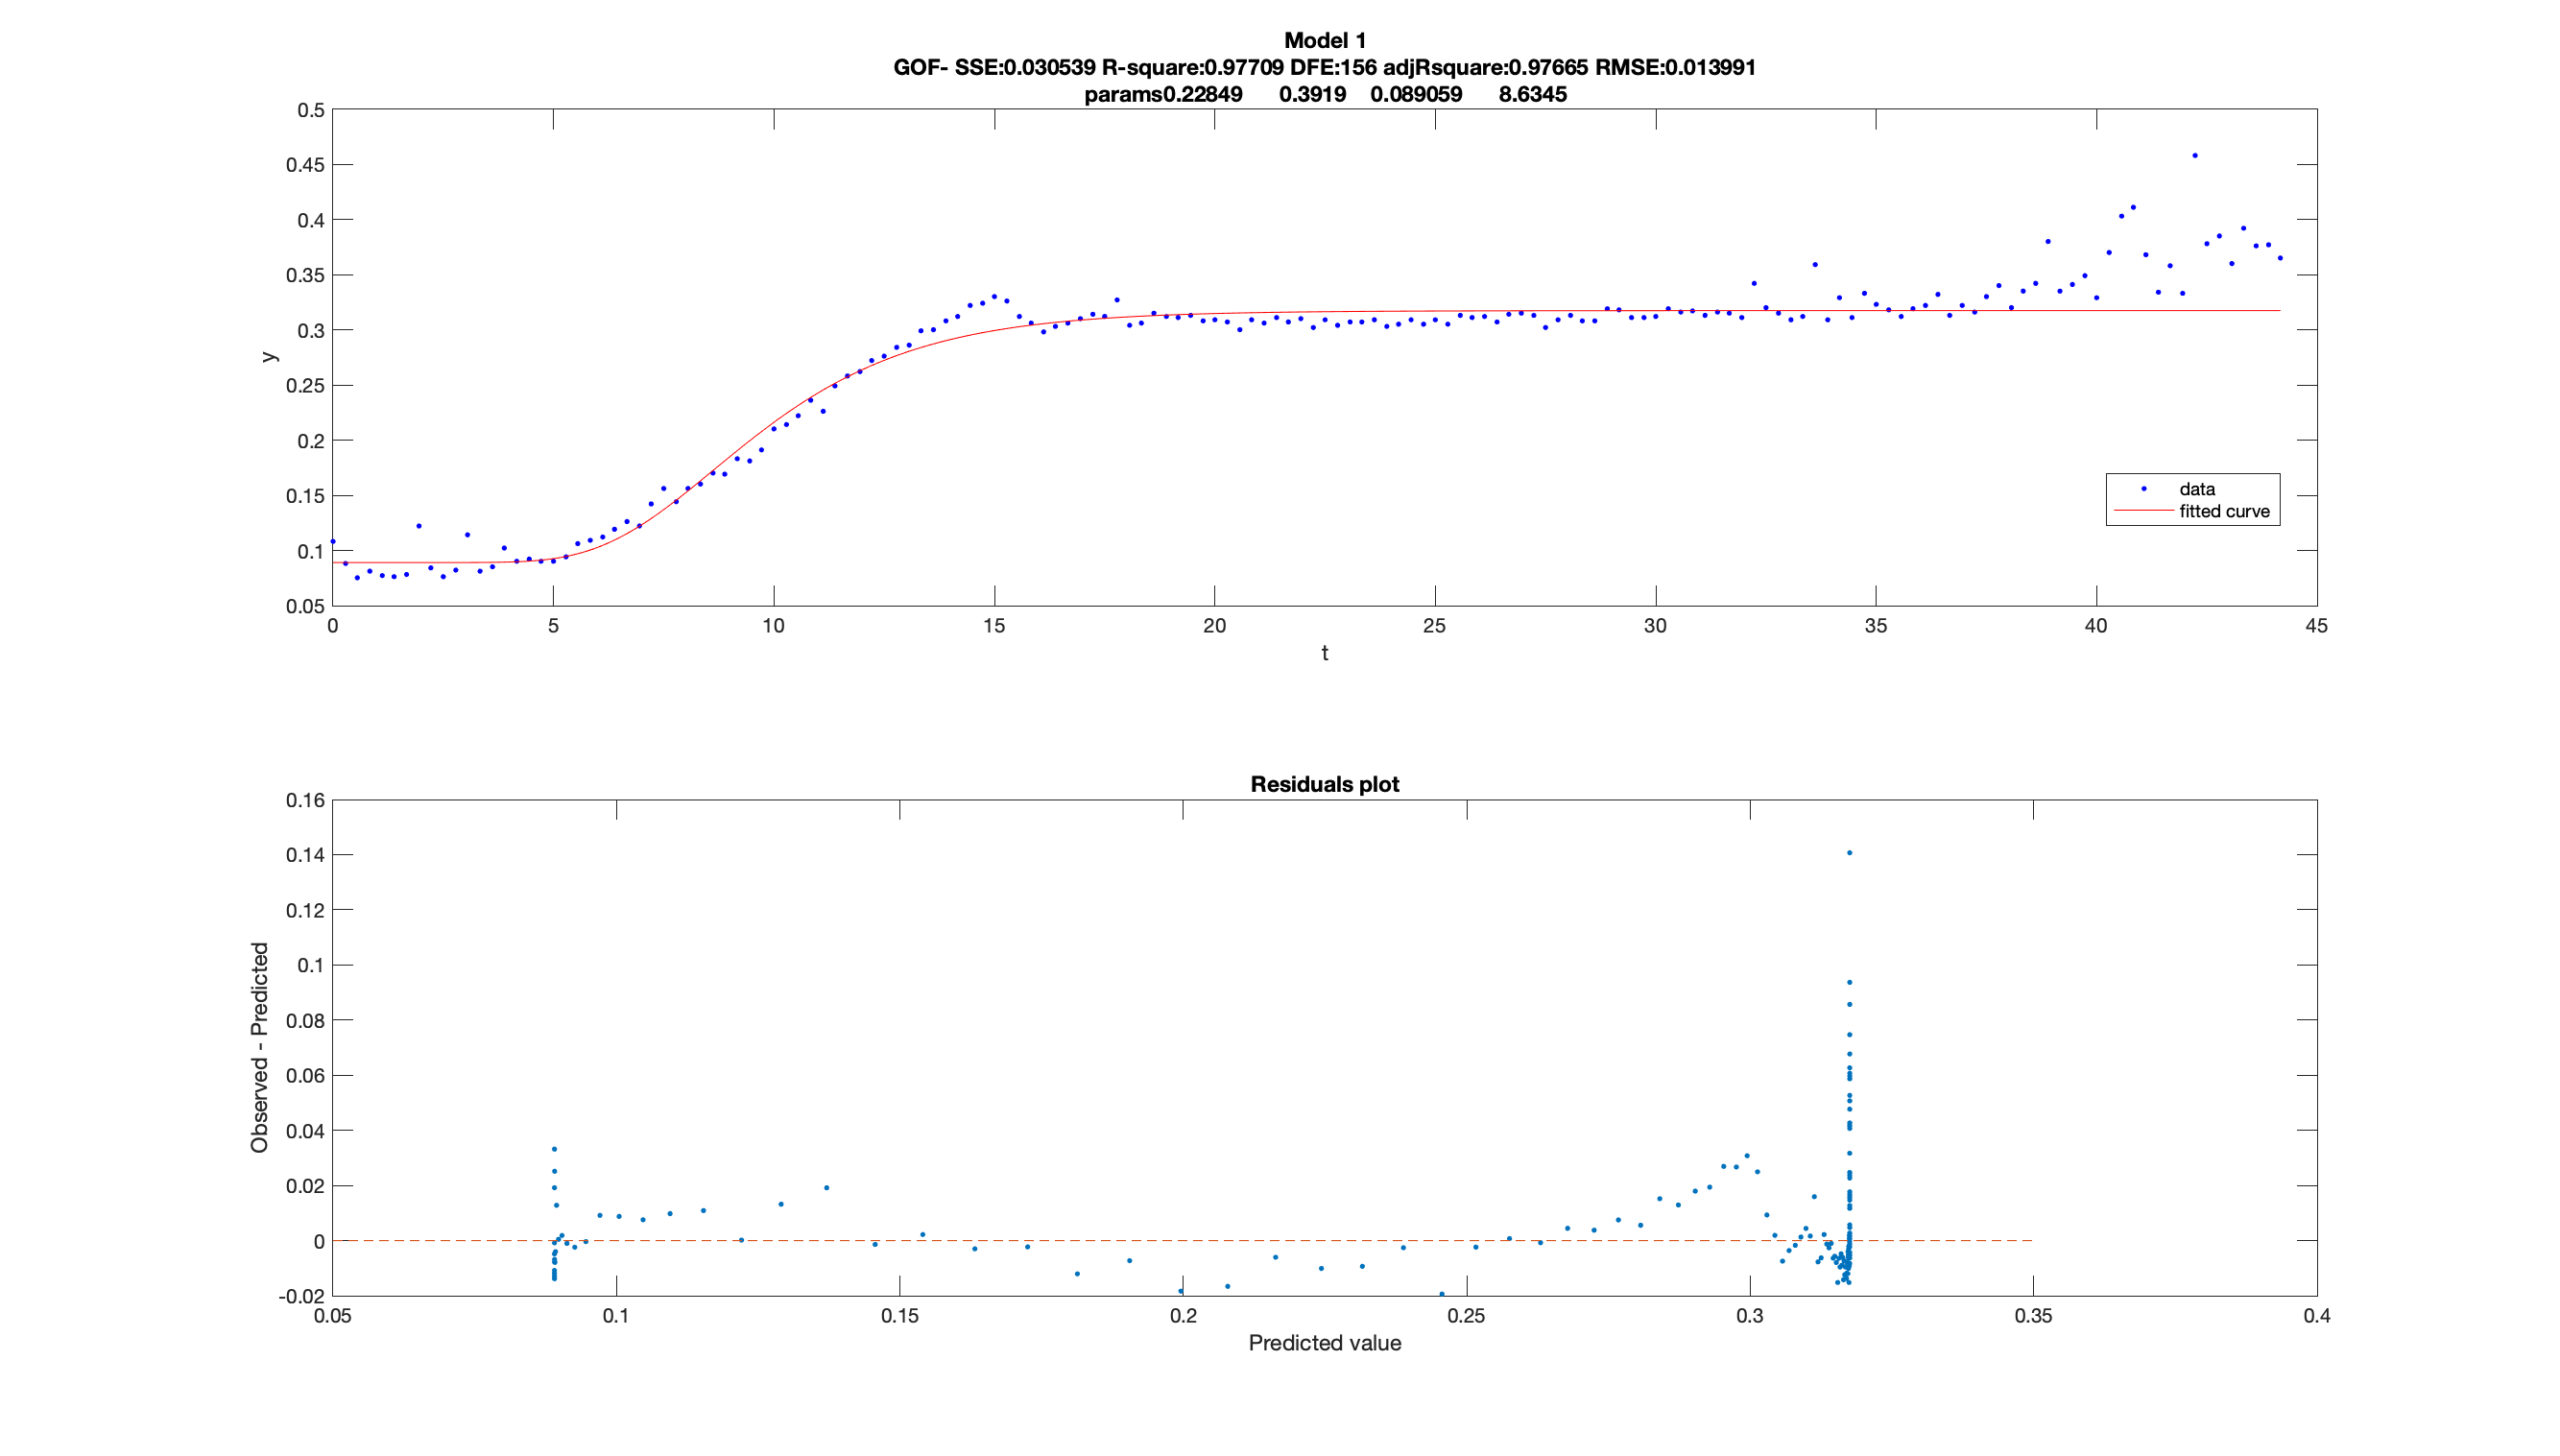 Model 1
GOF- SSE:0.030539 R-square:0.97709 DFE:156 adjRsquare:0.97665 RMSE:0.013991
params0.22849 0.3919 0.089059 8.6345
0.5
0.45
0.4
0.35
0.3
0.25
0.2
0.15
0.1
0.05
y
data
fitted curve
0 5 10 15 20 25 30 35 40 45
t
Residuals plot
0.16
0.14
0.12
0.1
0.08
0.06
0.04
0.02
0
-0.02
Observed - Predicted
0.05 0.1 0.15 0.2 0.25 0.3 0.35 0.4
Predicted value